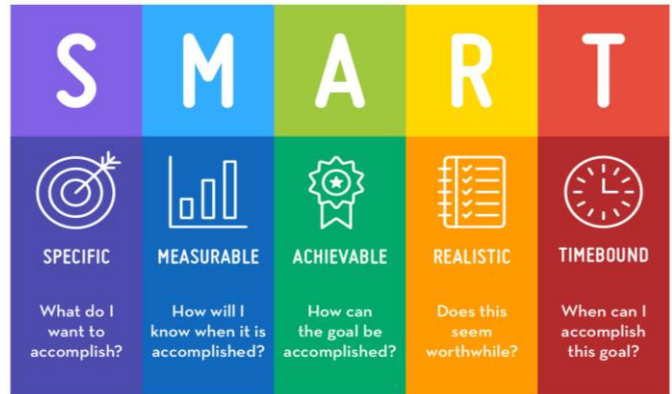 S M A R T
SPECIFIC
What do I
want to
accomplish?
MEASURABLE
How will I
know when it is
accomplished?
ACHIEVABLE
How can
the goal be
accomplished?
REALISTIC
Does this
seem
worthwhile?
TIMEBOUND
When can I
accomplish
this goal?